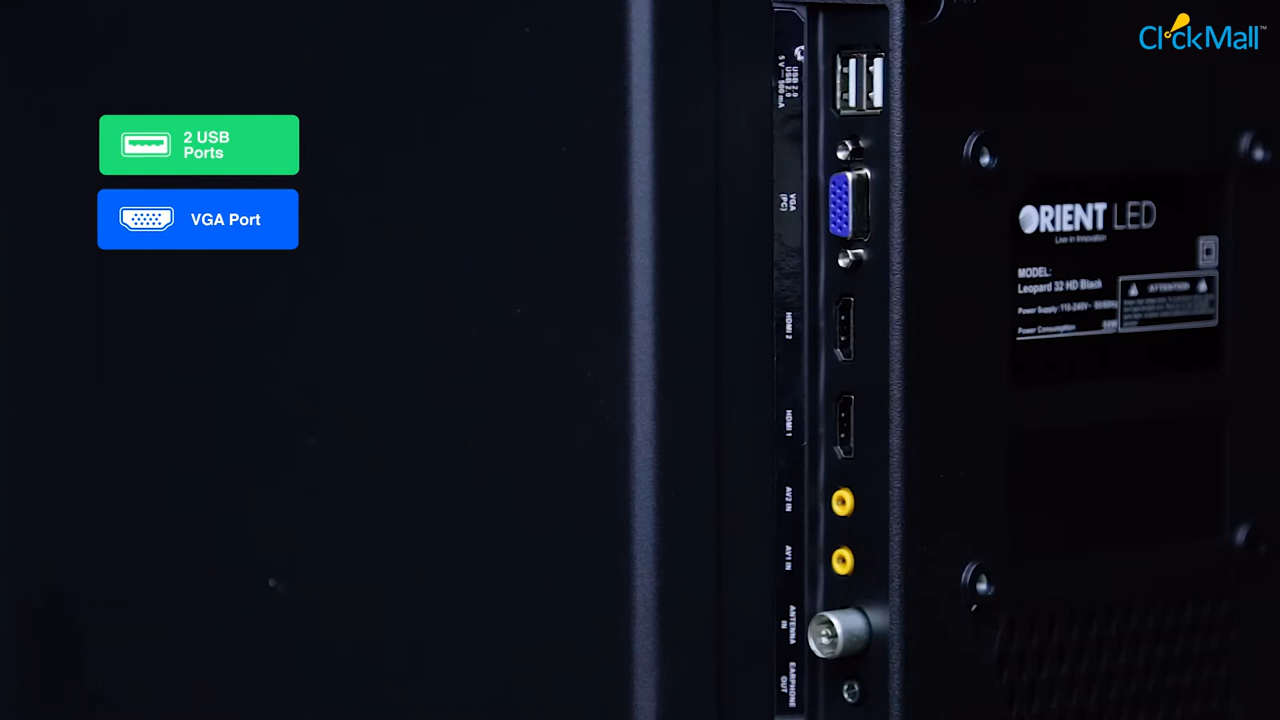 ClickMall™
2 USB
Ports
VGA Port
USB 2.0
USB 2.0
5 V 500 mA
VGA
(PC)
HDMI 2
HDMI 1
AV2 IN
AV1 IN
ANTENNA
IN
EARPHONE
OUT
ORIENT LED
Live in Innovation
MODEL:
Leopard 32 HD Black
Power Supply: 110-240V~ 50/60Hz
Power Consumption
ATTENTION